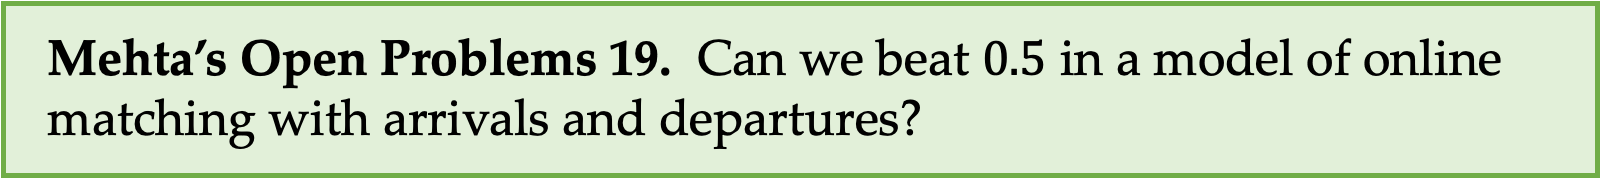 Mehta’s Open Problems 19. Can we beat 0.5 in a model of online
matching with arrivals and departures?